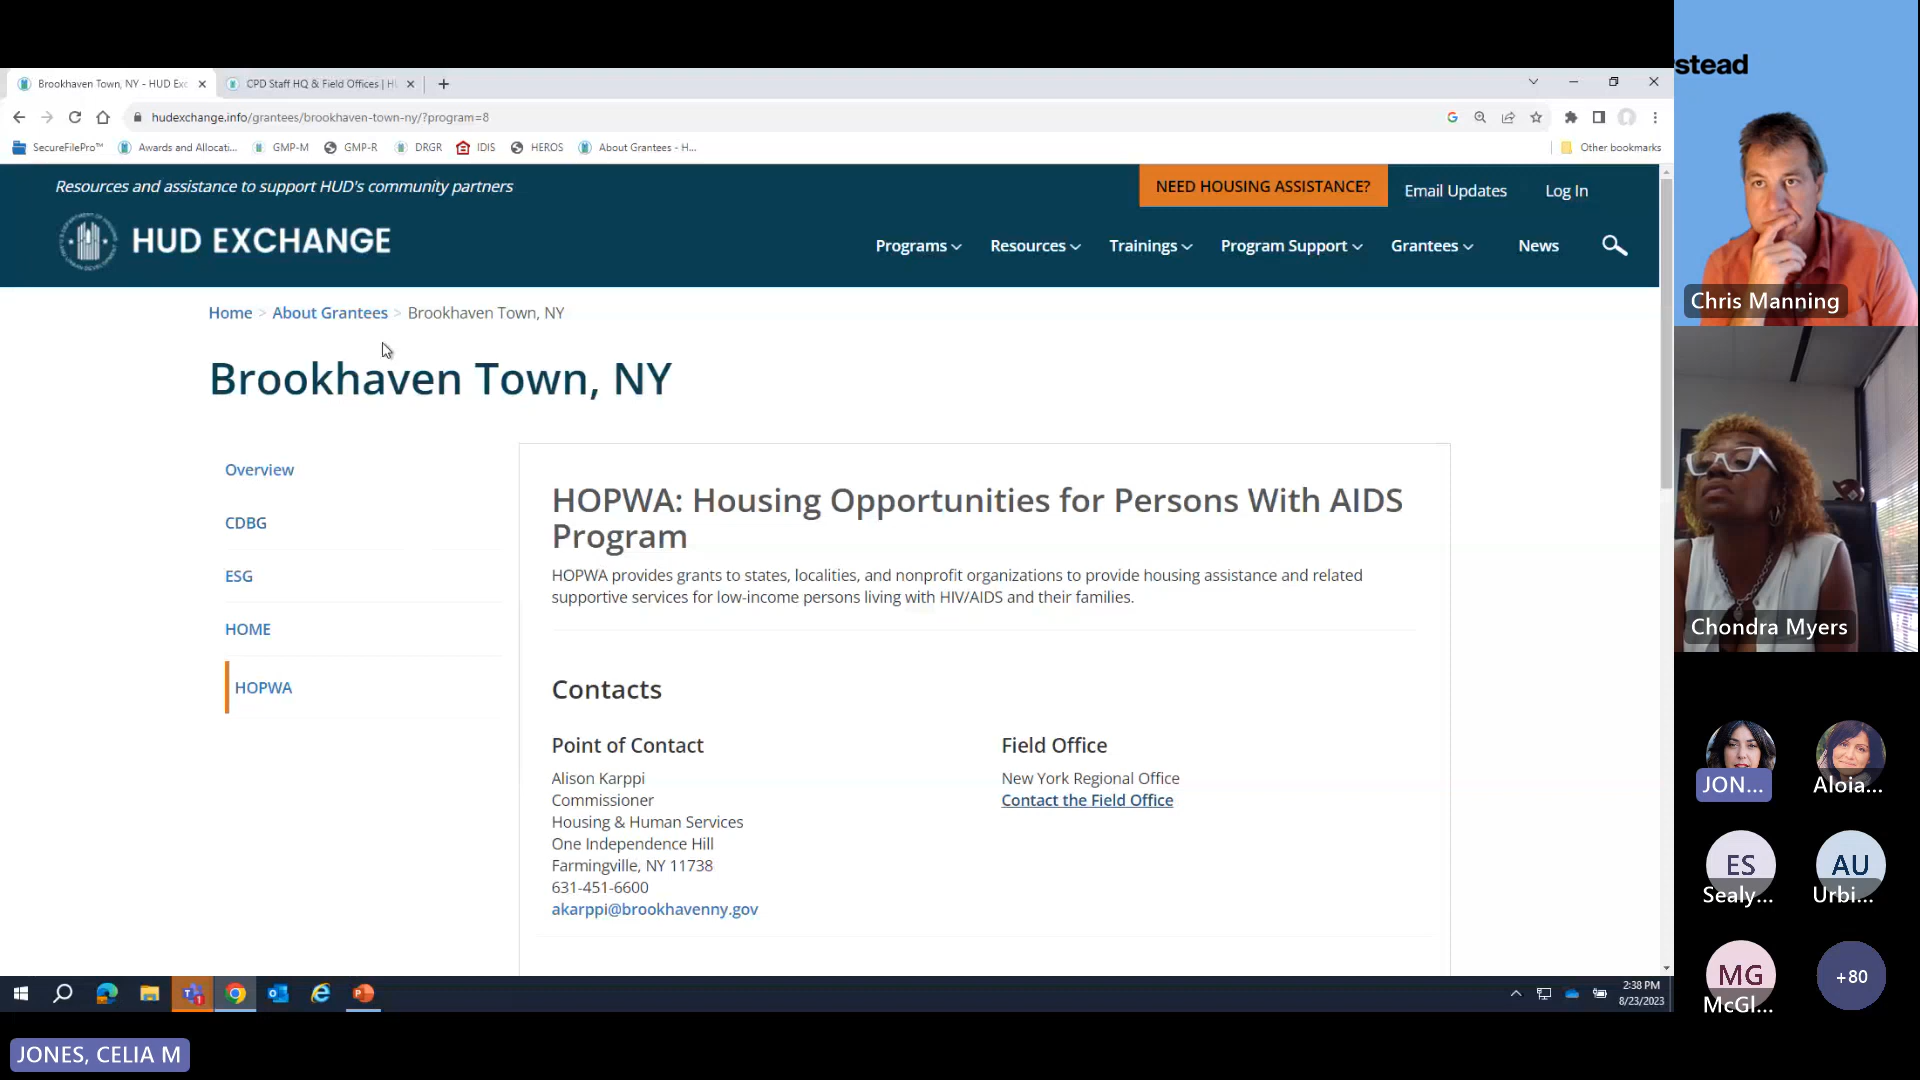 Brookhaven Town, NY - HUD Exc
CPD Staff HQ & Field Offices | HU
hudexchange.info/grantees/brookhaven-town-ny/?program=8
SecureFilePro™
Awards and Allocati...
GMP-M
GMP-R
DRGR
IDIS
HEROS
About Grantees - H...
Other bookmarks
Resources and assistance to support HUD's community partners
NEED HOUSING ASSISTANCE?
Email Updates
Log In
HUD EXCHANGE
Programs
Resources
Trainings
Program Support
Grantees
News
Home > About Grantees > Brookhaven Town, NY
Brookhaven Town, NY
Overview
CDBG
ESG
HOME
HOPWA
HOPWA: Housing Opportunities for Persons With AIDS
Program
HOPWA provides grants to states, localities, and nonprofit organizations to provide housing assistance and related
supportive services for low-income persons living with HIV/AIDS and their families.
Contacts
Point of Contact
Alison Karppi
Commissioner
Housing & Human Services
One Independence Hill
Farmingville, NY 11738
631-451-6600
akarppi@brookhavenny.gov
Field Office
New York Regional Office
Contact the Field Office
2:38 PM
8/23/2023
JONES, CELIA M
stead
Chris Manning
Chondra Myers
JON...
Aloia...
ES
Sealy...
AU
Urbi...
MG
McGl...
+80